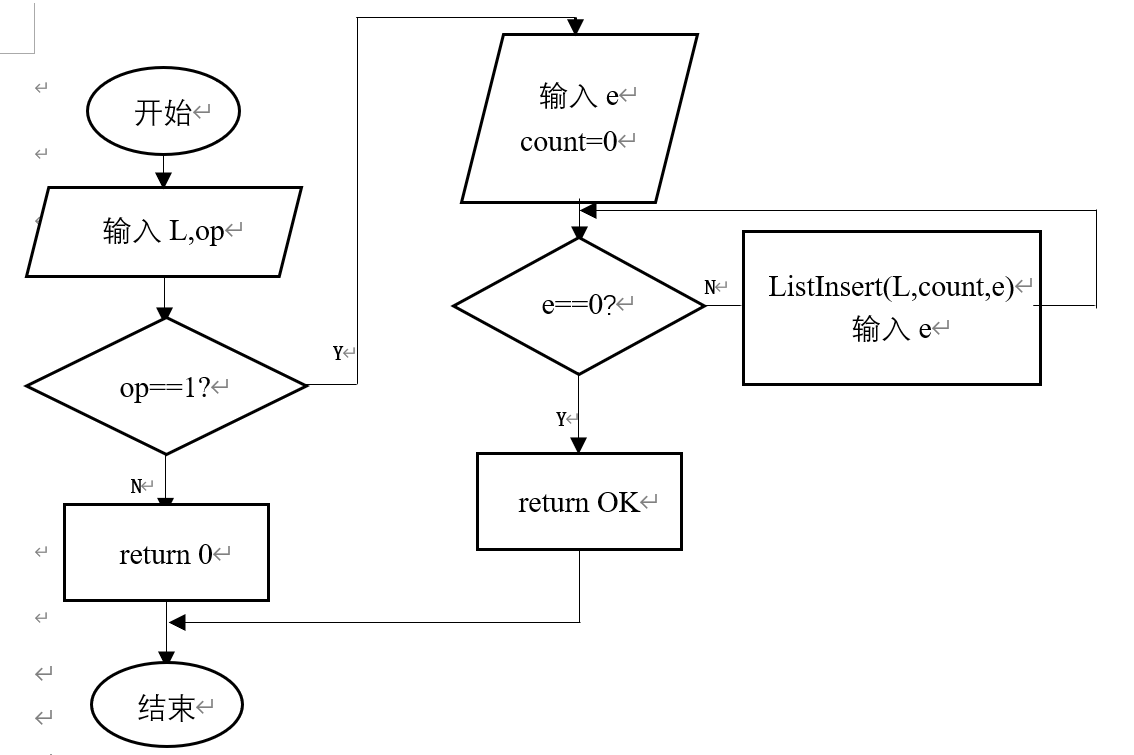 开始
输入 L,op
op==1?
Y
N
return 0
结束
输入 e
count=0
e==0?
N
ListInsert(L,count,e)
输入 e
Y
return OK